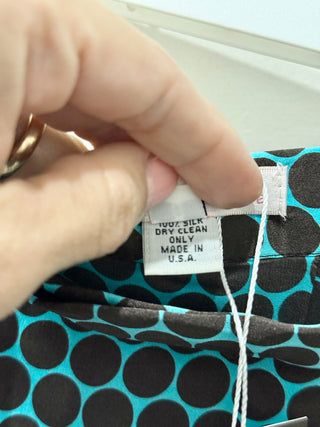 100% SILK
DRY CLEAN
ONLY
MADE IN
U.S.A.